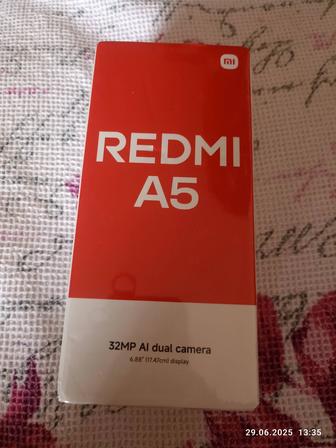 mi
REDMI
A5
32MP AI dual camera
6.88" (17.47cm) display
29.06.2025 13:35